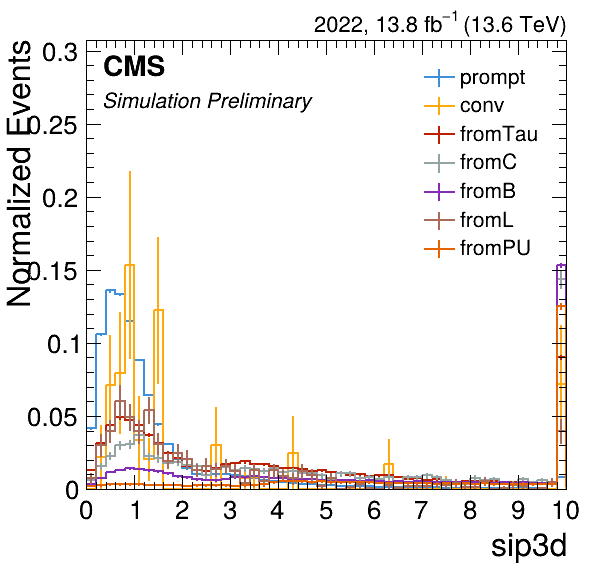 2022, 13.8 fb⁻¹ (13.6 TeV)
CMS
Simulation Preliminary
Normalized Events
0.3
0.25
0.2
0.15
0.1
0.05
0
prompt
conv
fromTau
fromC
fromB
fromL
fromPU
0 1 2 3 4 5 6 7 8 9 10
sip3d